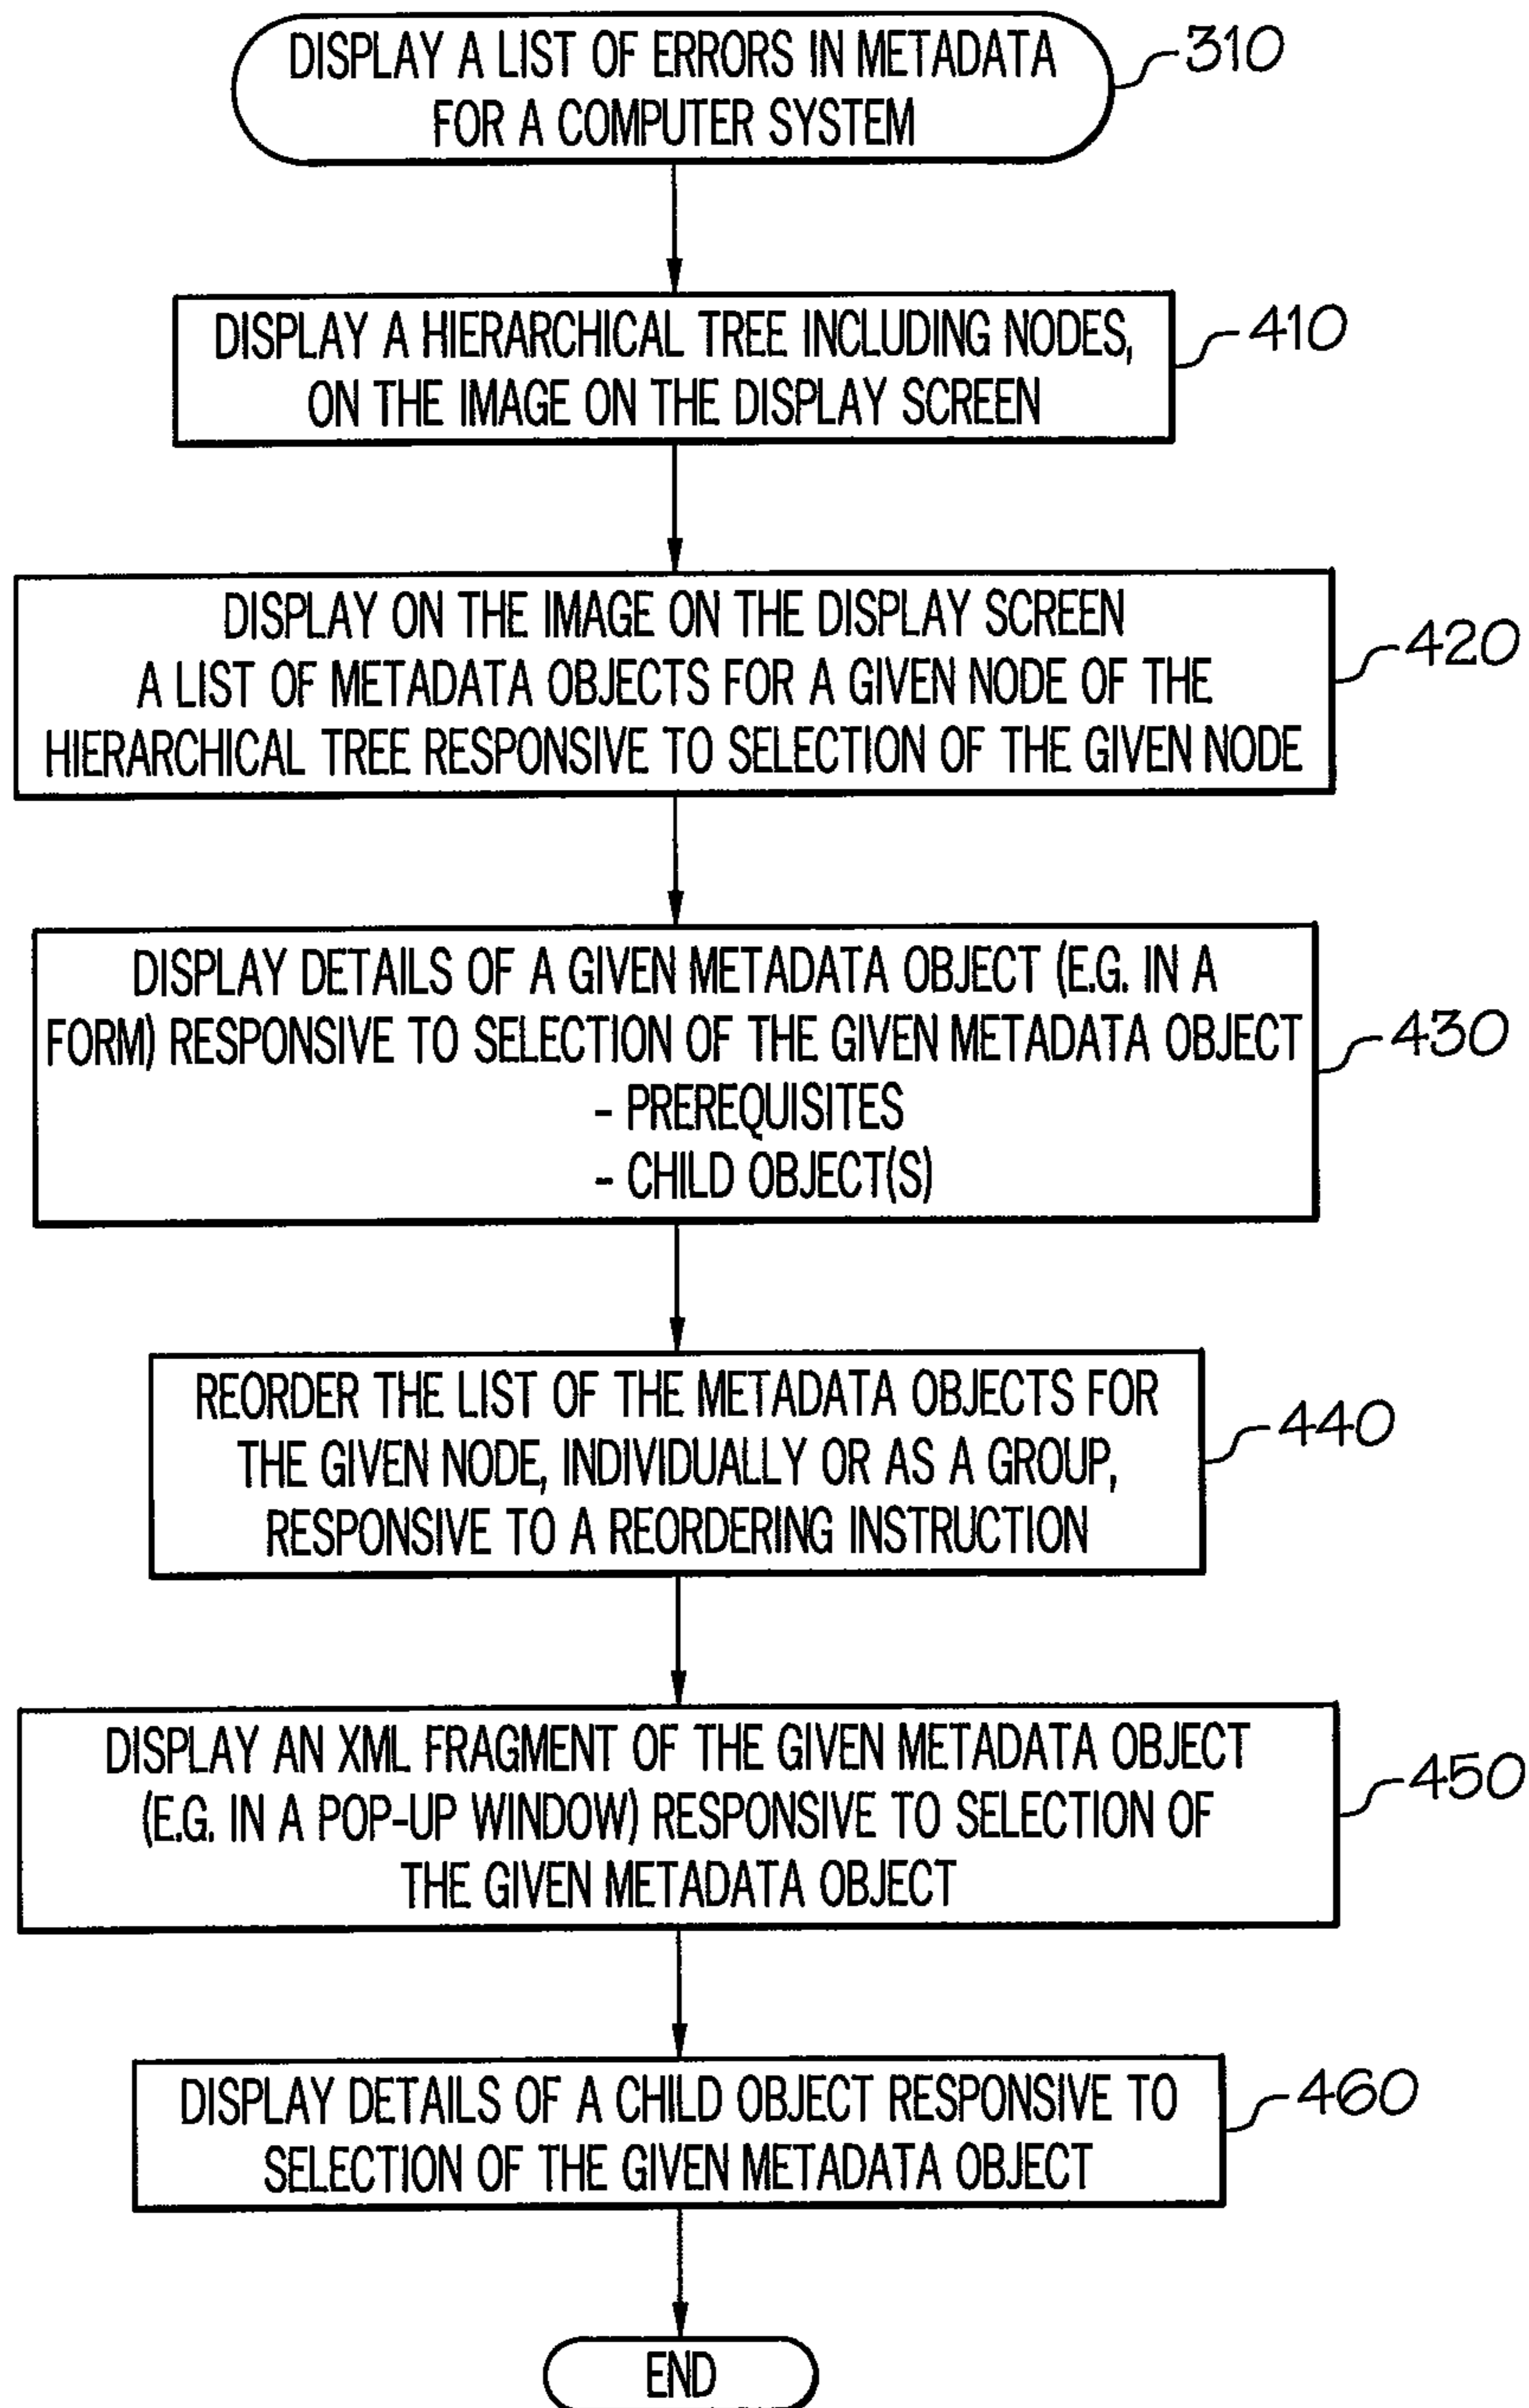 DISPLAY A LIST OF ERRORS IN METADATA
FOR A COMPUTER SYSTEM
310
DISPLAY A HIERARCHICAL TREE INCLUDING NODES,
ON THE IMAGE ON THE DISPLAY SCREEN
410
DISPLAY ON THE IMAGE ON THE DISPLAY SCREEN
A LIST OF METADATA OBJECTS FOR A GIVEN NODE OF THE
HIERARCHICAL TREE RESPONSIVE TO SELECTION OF THE GIVEN NODE
420
DISPLAY DETAILS OF A GIVEN METADATA OBJECT (E.G. IN A
FORM) RESPONSIVE TO SELECTION OF THE GIVEN METADATA OBJECT
- PREREQUISITES
- CHILD OBJECT(S)
430
REORDER THE LIST OF THE METADATA OBJECTS FOR
THE GIVEN NODE, INDIVIDUALLY OR AS A GROUP,
RESPONSIVE TO A REORDERING INSTRUCTION
440
DISPLAY AN XML FRAGMENT OF THE GIVEN METADATA OBJECT
(E.G. IN A POP-UP WINDOW) RESPONSIVE TO SELECTION OF
THE GIVEN METADATA OBJECT
450
DISPLAY DETAILS OF A CHILD OBJECT RESPONSIVE TO
SELECTION OF THE GIVEN METADATA OBJECT
460
END